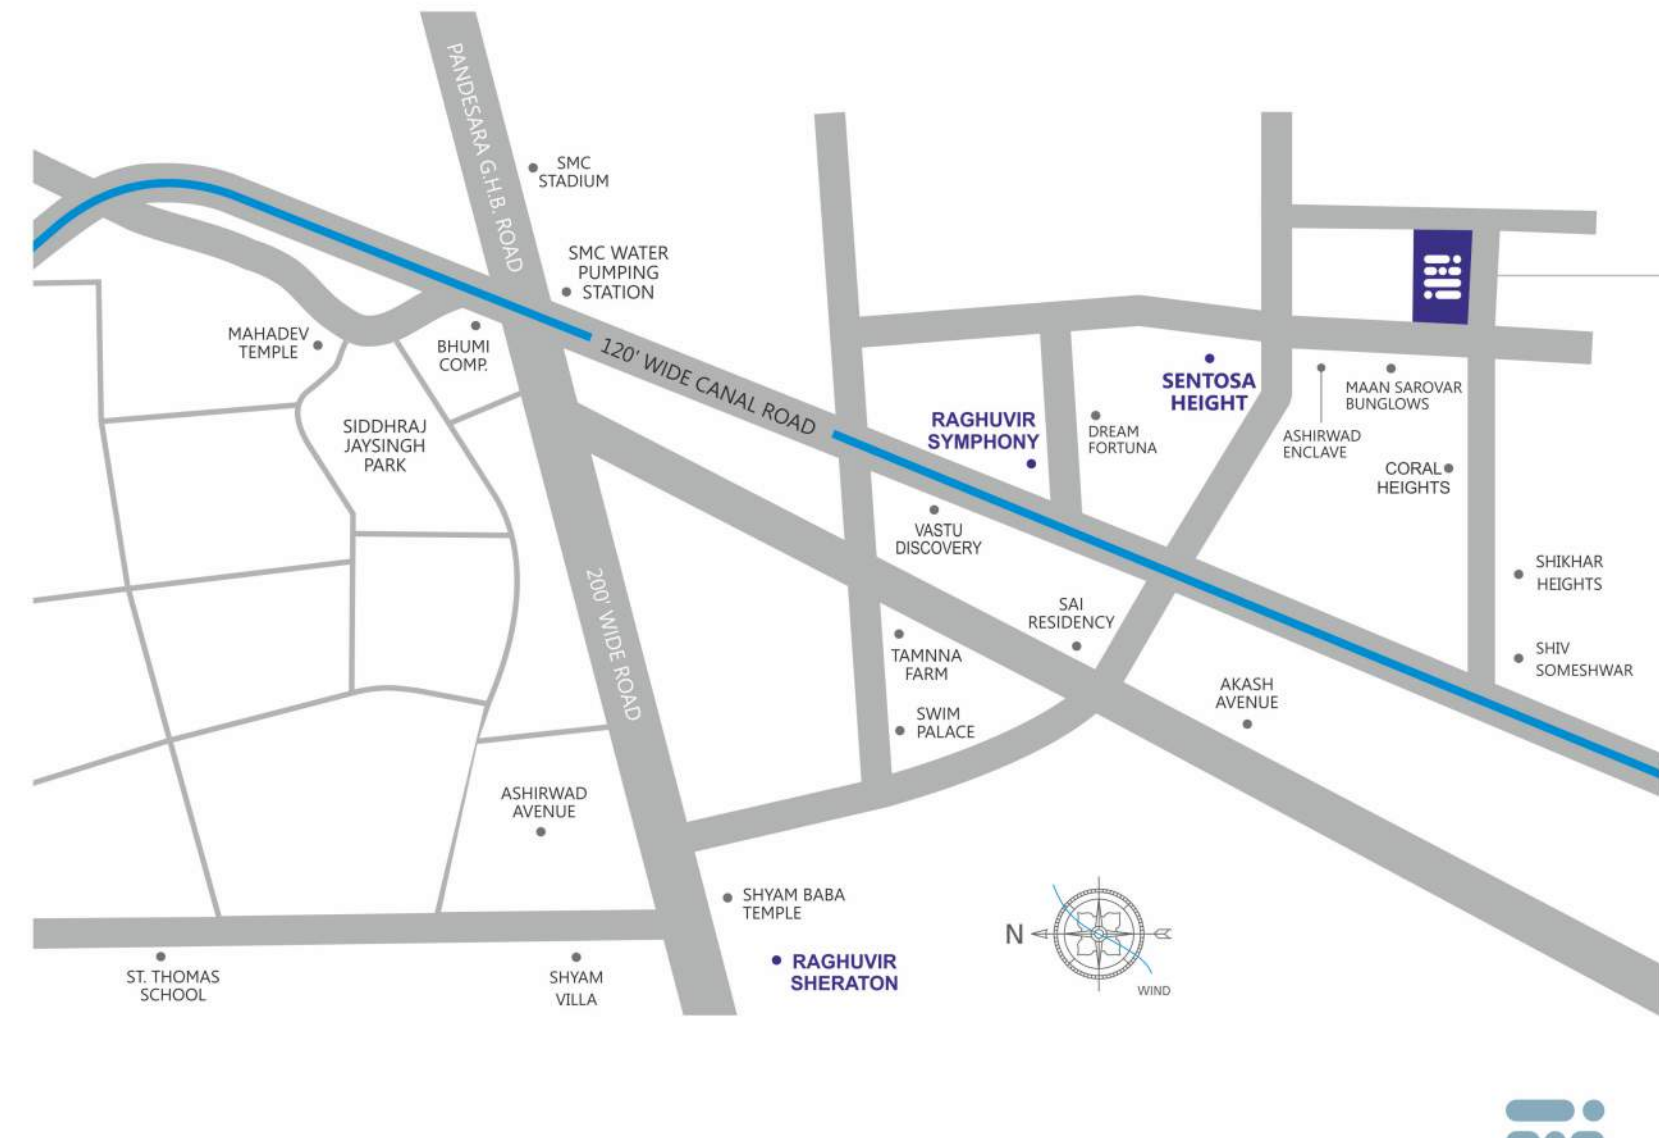 PANDESARA G.H.B. ROAD
SMC
STADIUM
SMC WATER
PUMPING
STATION
MAHADEV
TEMPLE
BHUMI
COMP.
120' WIDE CANAL ROAD
SIDDHRAJ
JAYSINGH
PARK
RAGHUVIR
SYMPHONY
DREAM
FORTUNA
SENTOSA
HEIGHT
MAAN SAROVAR
BUNGLOWS
ASHIRWAD
ENCLAVE
CORAL
HEIGHTS
VASTU
DISCOVERY
SHIKHAR
HEIGHTS
200' WIDE ROAD
SAI
RESIDENCY
TAMNNA
FARM
SHIV
SOMESHWAR
AKASH
AVENUE
SWIM
PALACE
ASHIRWAD
AVENUE
SHYAM BABA
TEMPLE
N
WIND
RAGHUVIR
SHERATON
ST. THOMAS
SCHOOL
SHYAM
VILLA